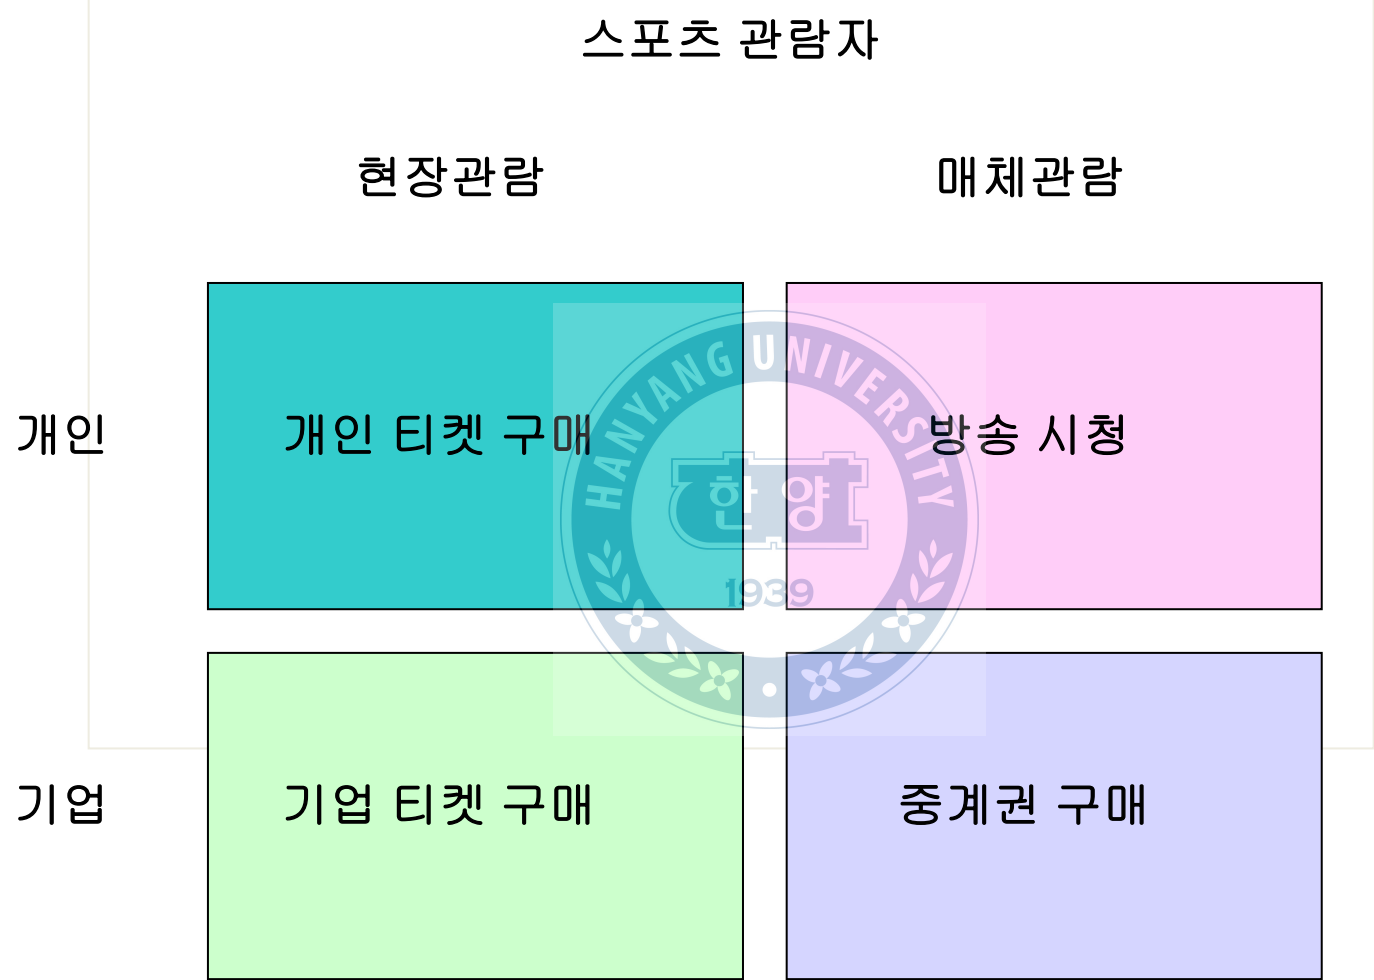 스포츠 관람자
현장관람 매체관람
개인 개인 티켓 구매 방송 시청
HANYANG UNIVERSITY
한양
1939
기업 기업 티켓 구매 중계권 구매